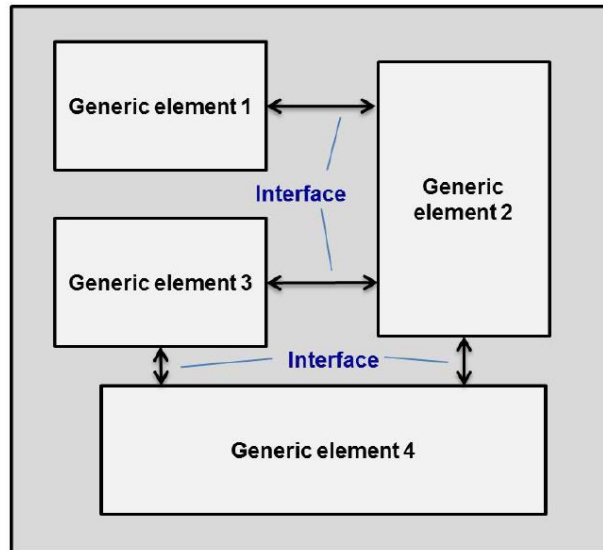 Generic element 1
Interface
Generic
element 2
Generic element 3
Interface
Generic element 4